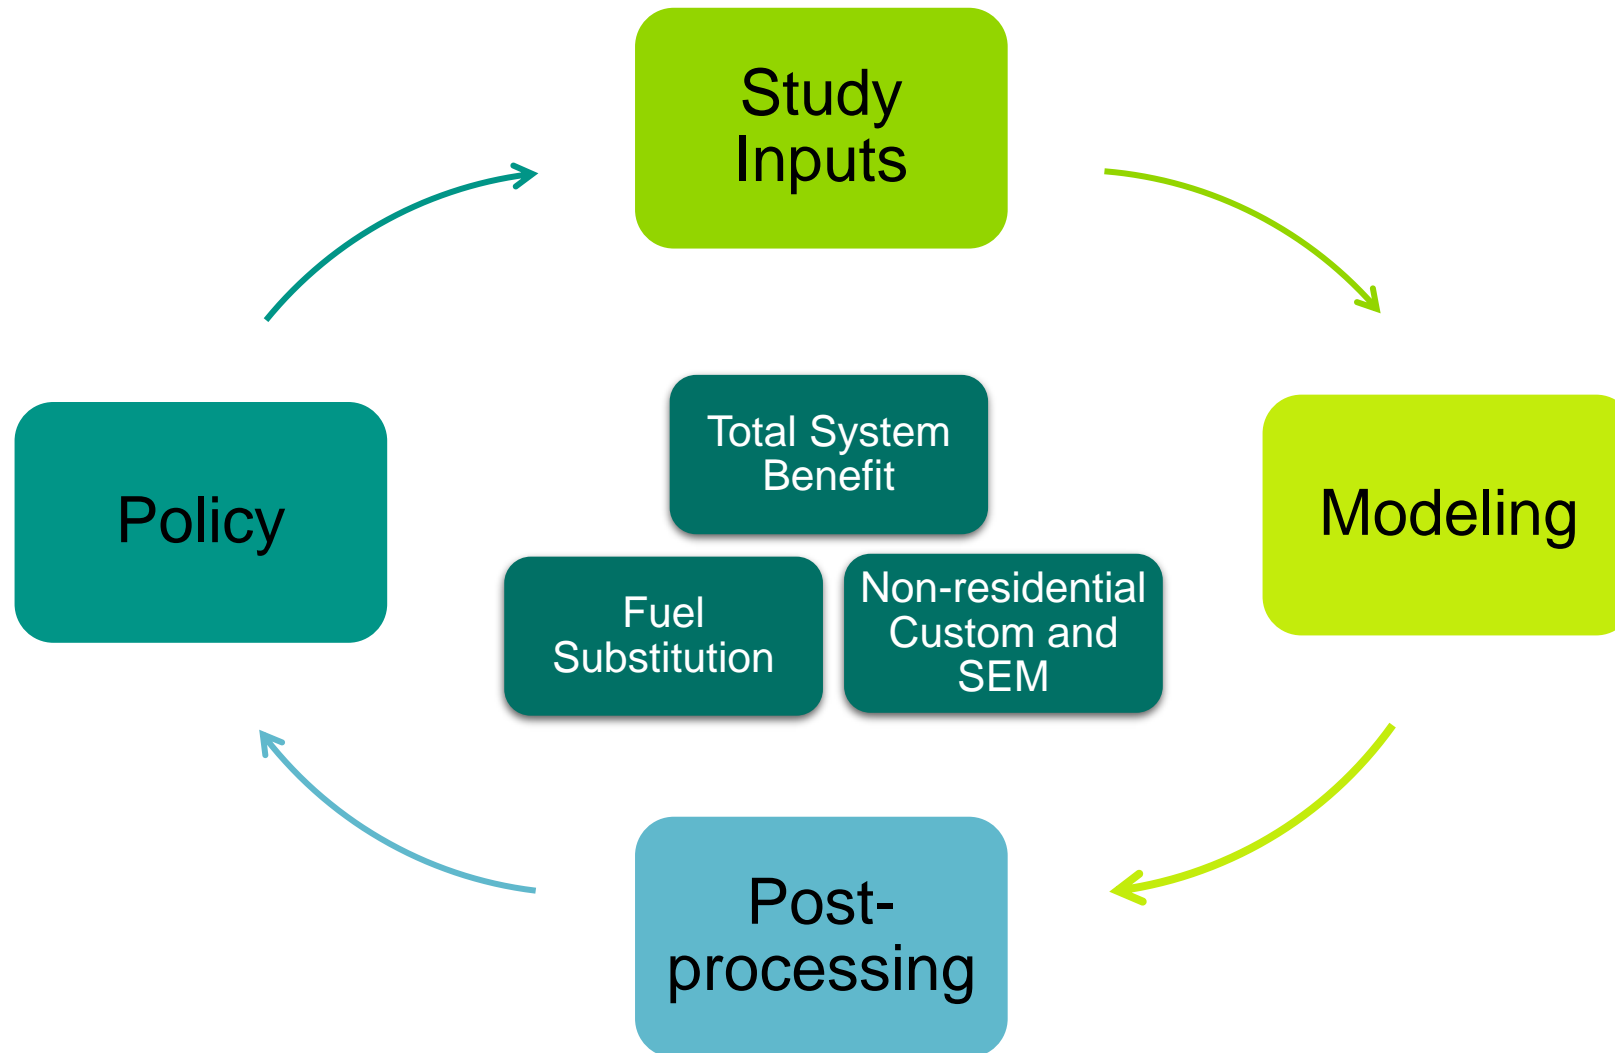 Study
Inputs
Total System
Benefit
Policy
Modeling
Fuel
Substitution
Non-residential
Custom and
SEM
Post-
processing